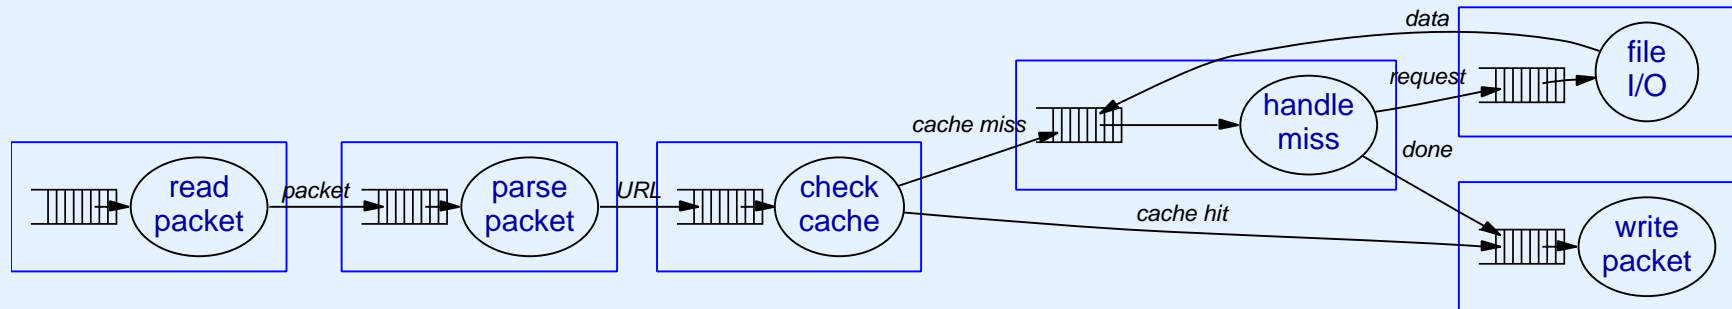 read
packet
packet
parse
packet
URL
check
cache
cache miss
cache hit
handle
miss
request
data
file
I/O
done
write
packet